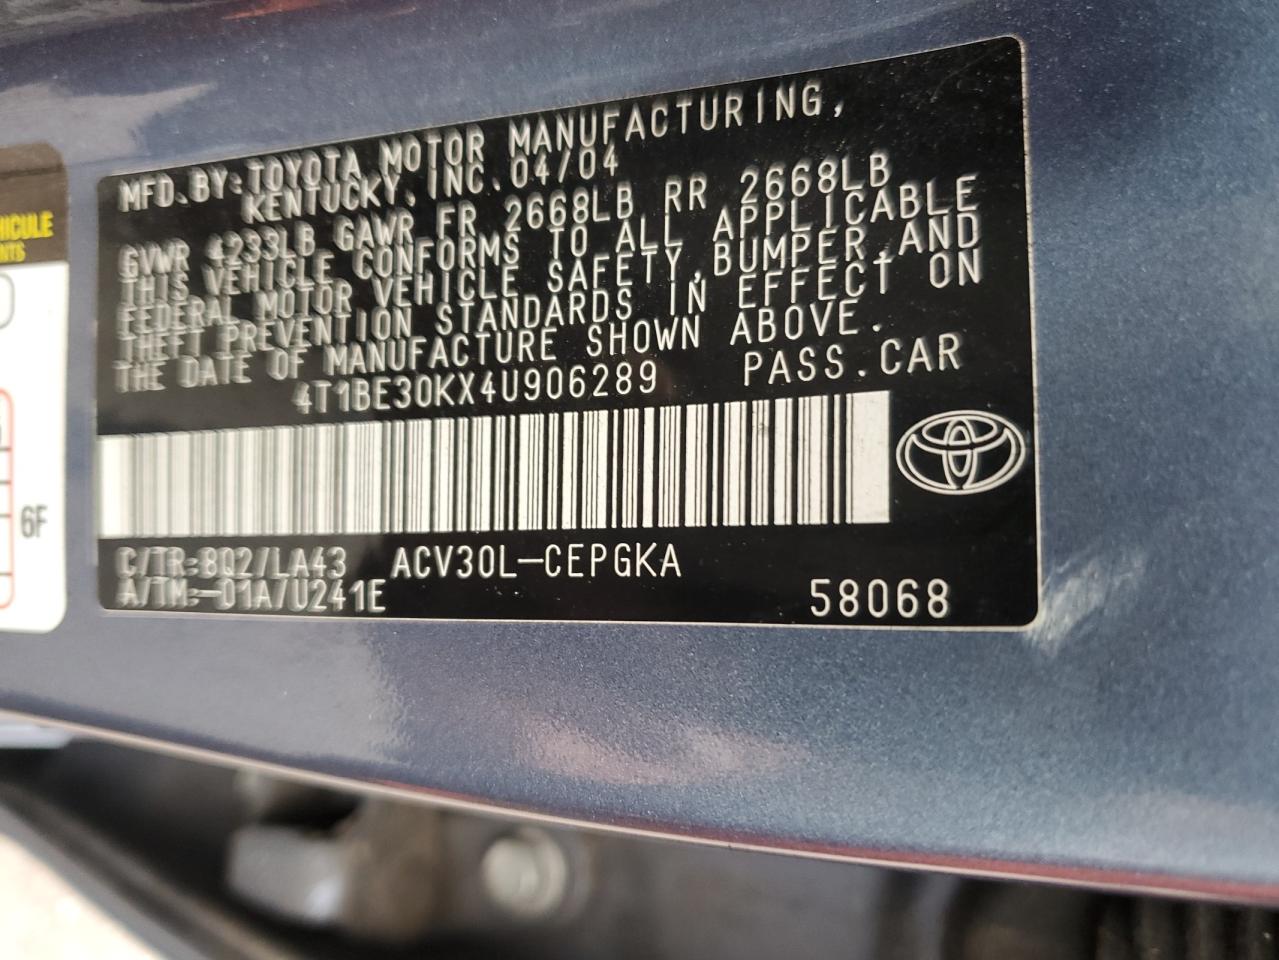 MFD.BY:TOYOTA MOTOR MANUFACTURING,
KENTUCKY, INC. 04/04
GVWR 4233LB GAWR FR 2668LB RR 2668LB
THIS VEHICLE CONFORMS TO ALL APPLICABLE
FEDERAL MOTOR VEHICLE SAFETY,BUMPER,AND
THEFT PREVENTION STANDARDS IN EFFECT ON
THE DATE OF MANUFACTURE SHOWN ABOVE.
4T1BE30KX4U906289 PASS.CAR
C/TR:8Q2/LA43 ACV30L-CEPGKA
A/TM:-01A/U241E 58068
6F